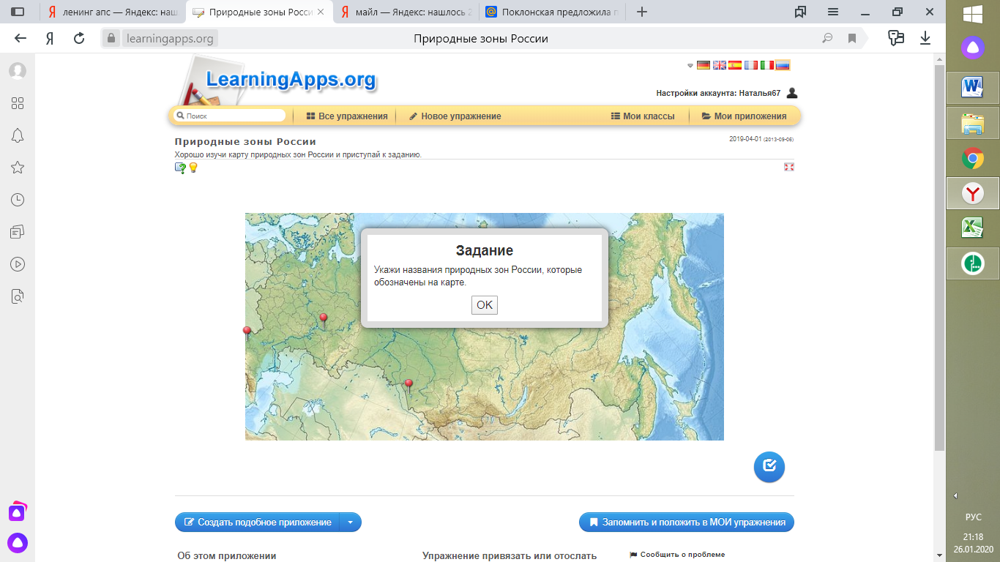 ленинг апс — Яндекс: наш
Природные зоны Росси
майл — Яндекс: нашлось 2
Поклонская предложила п
learningapps.org
Природные зоны России
LearningApps.org
Настройки аккаунта: Наталья67
Поиск
Все упражнения
Новое упражнение
Мои классы
Мои приложения
Природные зоны России
2019-04-01 (2013-05-06)
Хорошо изучи карту природных зон России и приступай к заданию.
Задание
Укажи названия природных зон России, которые
обозначены на карте.
OK
Создать подобное приложение
Запомнить и положить в МОИ упражнения
Об этом приложении
Упражнение привязать или отослать
Сообщить о проблеме
РУС
21:18
26.01.2020